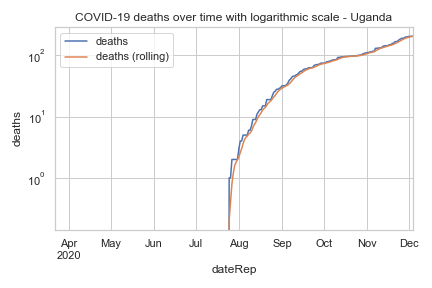 COVID-19 deaths over time with logarithmic scale - Uganda
deaths
deaths (rolling)
10²
10¹
10⁰
deaths
Apr May Jun Jul Aug Sep Oct Nov Dec
2020
dateRep